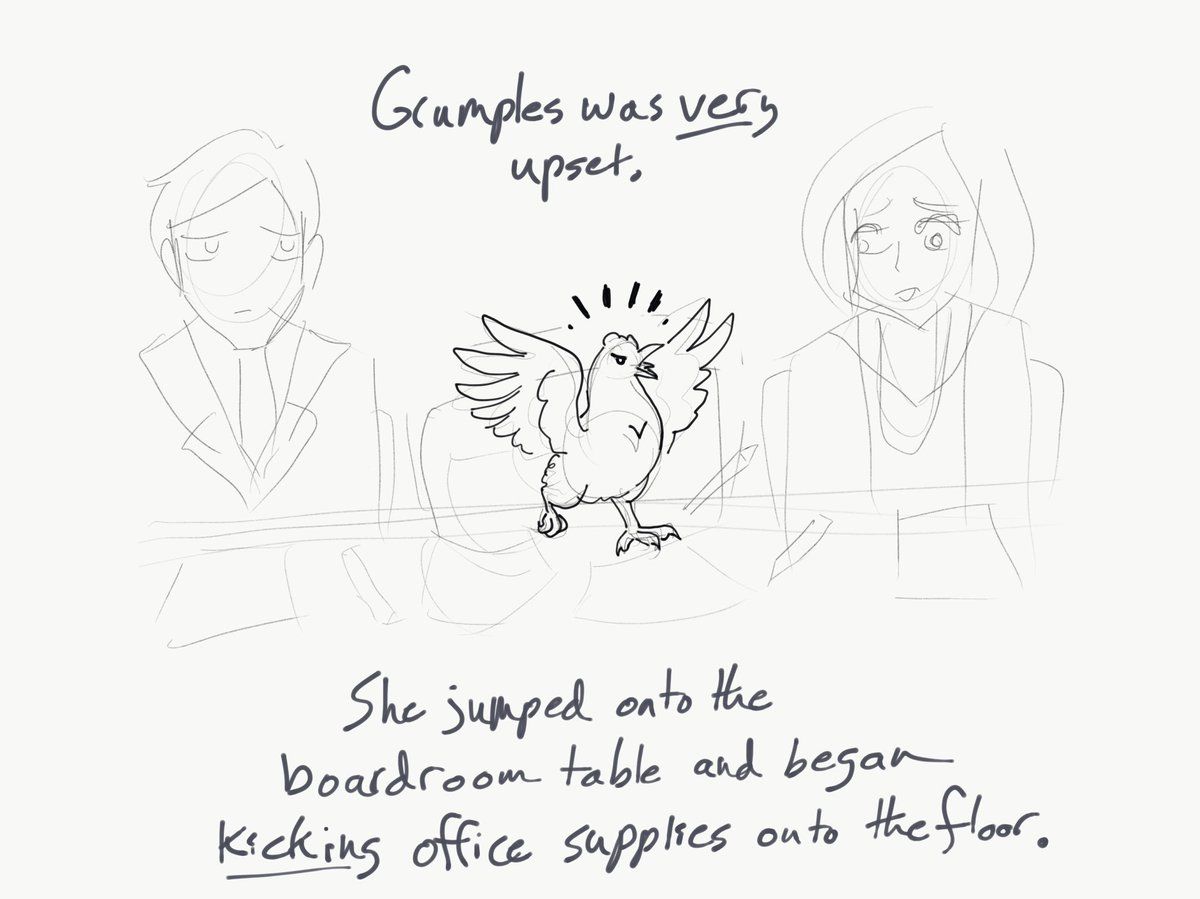 Grumples was very
upset.
She jumped onto the
boardroom table and began
kicking office supplies onto the floor.